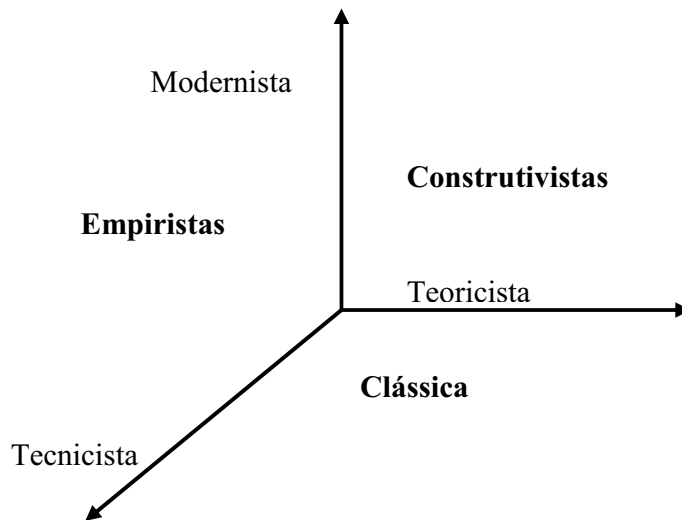 Modernista
Construtivistas
Empiristas
Teoricista
Clássica
Tecnicista